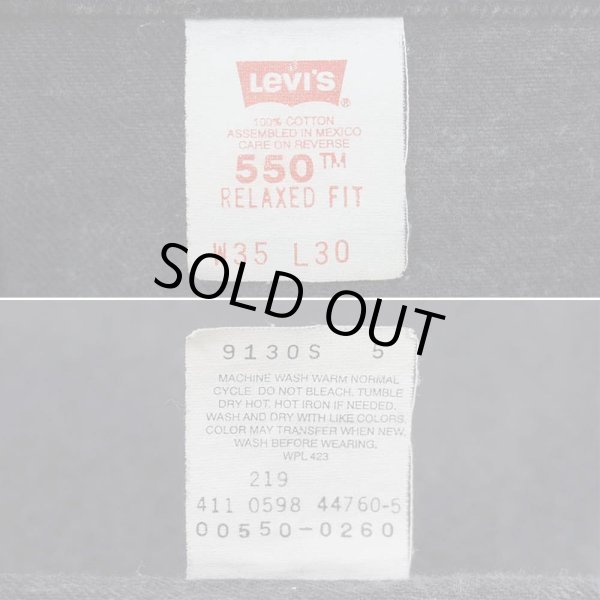 Levi's
®
100% COTTON
ASSEMBLED IN MEXICO
CARE ON REVERSE
550™
RELAXED FIT
W35 L30
SOLD OUT
9130S 5
MACHINE WASH WARM NORMAL
CYCLE. DO NOT BLEACH. TUMBLE
DRY HOT, HOT IRON IF NEEDED.
WASH AND DRY WITH LIKE COLORS.
COLOR MAY TRANSFER WHEN NEW,
WASH BEFORE WEARING.
WPL 423
219
411 0598 44760-5
00550-0260